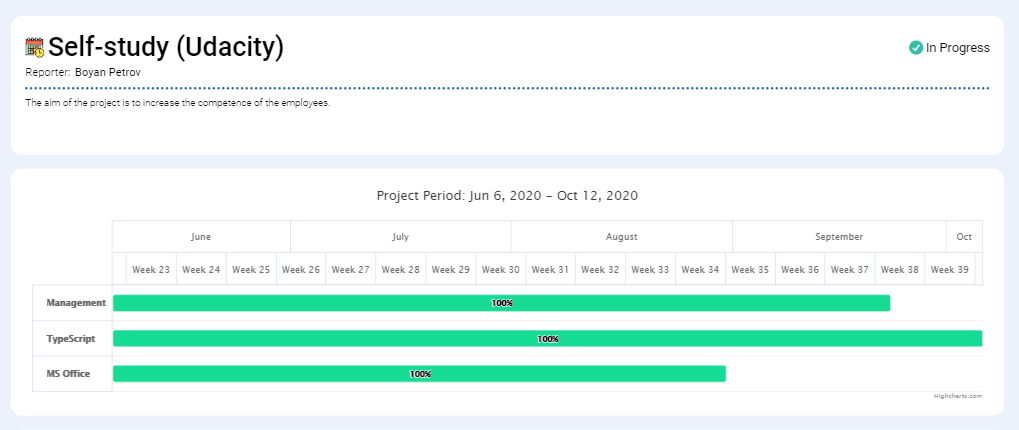 Self-study (Udacity)
In Progress
Reporter: Boyan Petrov
The aim of the project is to increase the competence of the employees.
Project Period: Jun 6, 2020 – Oct 12, 2020
June July August September Oct
Week 23 Week 24 Week 25 Week 26 Week 27 Week 28 Week 29 Week 30 Week 31 Week 32 Week 33 Week 34 Week 35 Week 36 Week 37 Week 38 Week 39
Management 100%
TypeScript 100%
MS Office 100%
Highcharts.com